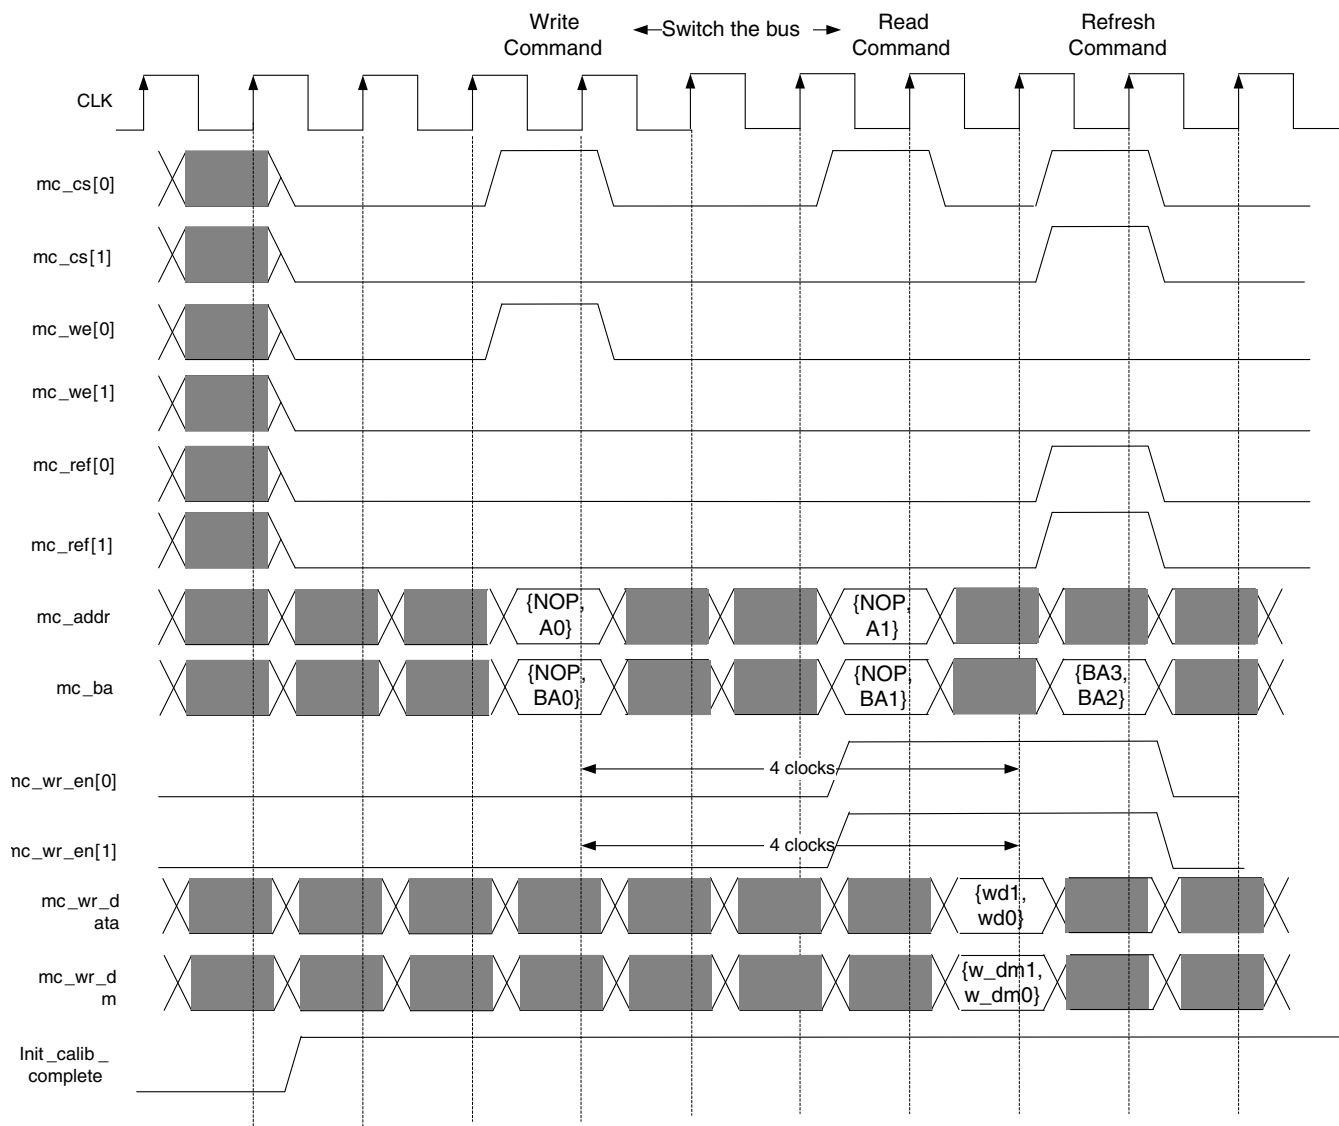 Write
Command
Switch the bus
Read
Command
Refresh
Command
CLK
mc_cs[0]
mc_cs[1]
mc_we[0]
mc_we[1]
mc_ref[0]
mc_ref[1]
mc_addr
{NOP,
A0}
{NOP,
A1}
mc_ba
{NOP,
BA0}
{NOP,
BA1}
{BA3,
BA2}
mc_wr_en[0]
4 clocks
mc_wr_en[1]
4 clocks
mc_wr_d
ata
{wd1,
wd0}
mc_wr_d
m
{w_dm1,
w_dm0}
Init_calib_
complete